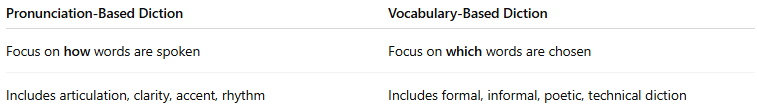 Pronunciation-Based Diction Vocabulary-Based Diction
Focus on how words are spoken Focus on which words are chosen
Includes articulation, clarity, accent, rhythm Includes formal, informal, poetic, technical diction